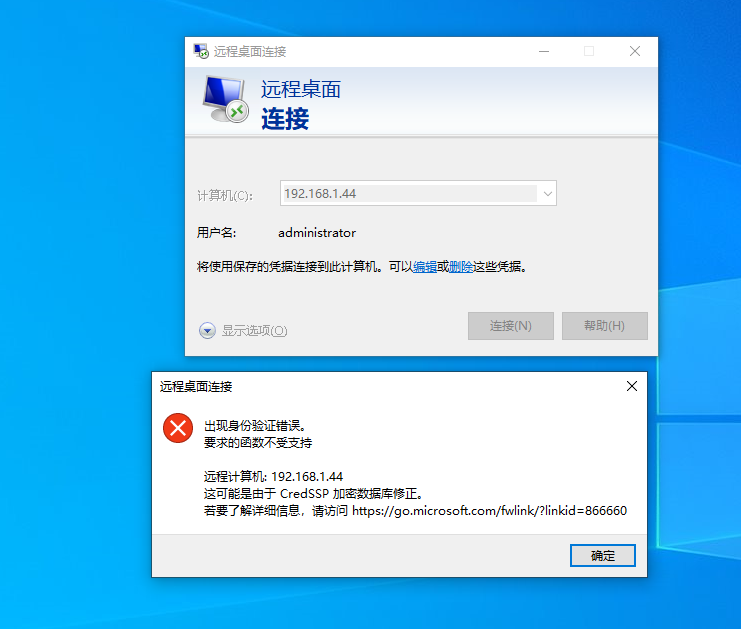 远程桌面连接
远程桌面
连接
计算机(C):
192.168.1.44
用户名:
administrator
将使用保存的凭据连接到此计算机。可以编辑或删除这些凭据。
显示选项(O)
连接(N)
帮助(H)
远程桌面连接
出现身份验证错误。
要求的函数不受支持
远程计算机: 192.168.1.44
这可能是由于 CredSSP 加密数据库修正。
若要了解详细信息，请访问 https://go.microsoft.com/fwlink/?linkid=866660
确定